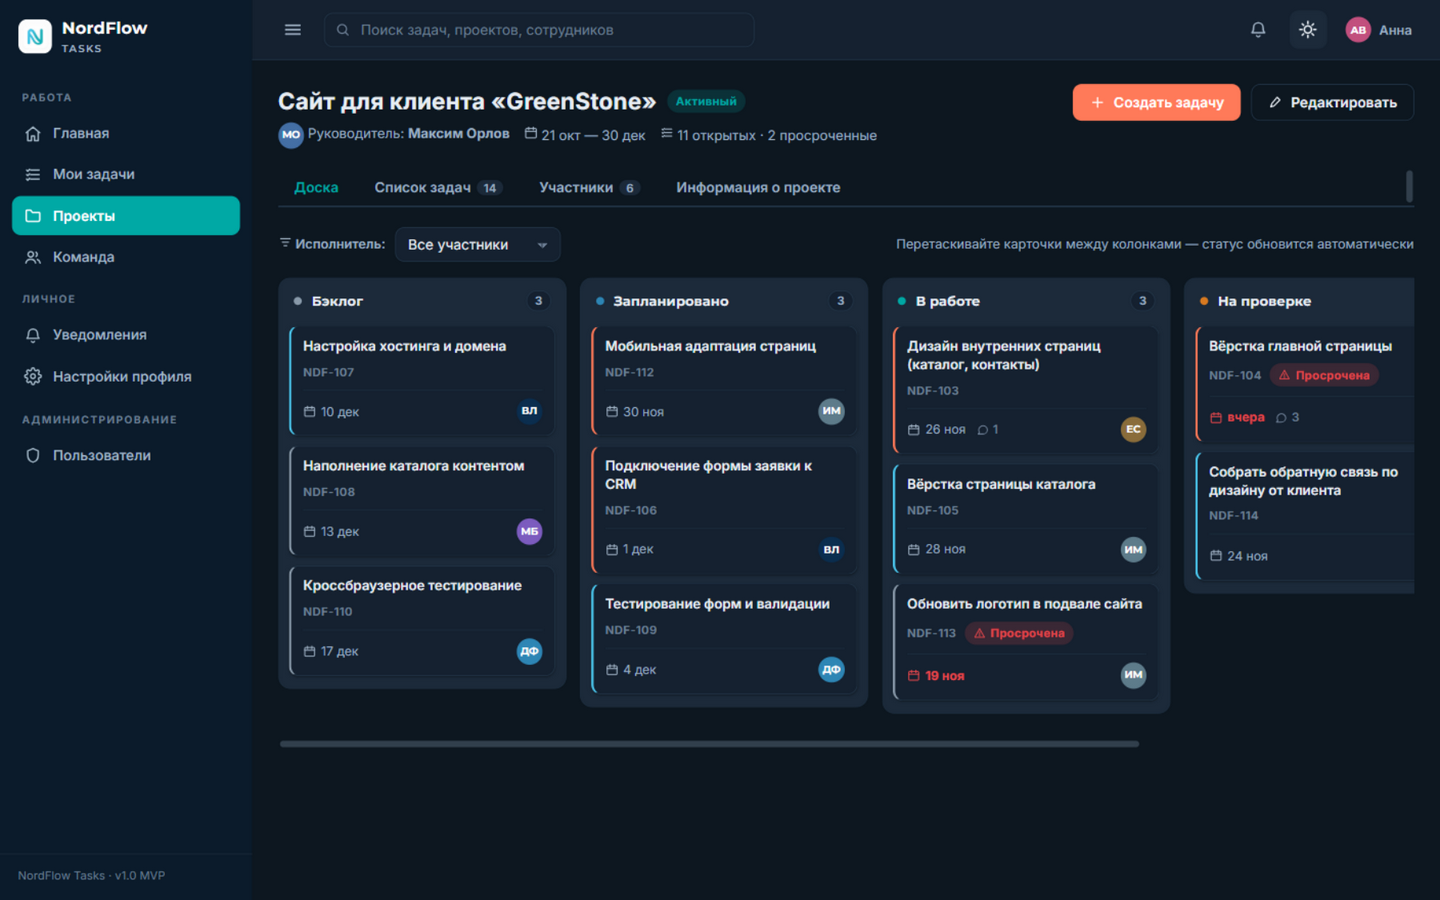 NordFlow
TASKS
Поиск задач, проектов, сотрудников
АВ Анна
РАБОТА
Главная
Мои задачи
Проекты
Команда
ЛИЧНОЕ
Уведомления
Настройки профиля
АДМИНИСТРИРОВАНИЕ
Пользователи
NordFlow Tasks · v1.0 MVP
Сайт для клиента «GreenStone» Активный
+ Создать задачу
Редактировать
МО Руководитель: Максим Орлов 21 окт — 30 дек 11 открытых · 2 просроченные
Доска Список задач 14 Участники 6 Информация о проекте
Исполнитель: Все участники
Перетаскивайте карточки между колонками — статус обновится автоматически
Бэклог 3
Настройка хостинга и домена
NDF-107
10 дек ВЛ
Наполнение каталога контентом
NDF-108
13 дек МБ
Кроссбраузерное тестирование
NDF-110
17 дек ДФ
Запланировано 3
Мобильная адаптация страниц
NDF-112
30 ноя ИМ
Подключение формы заявки к
CRM
NDF-106
1 дек ВЛ
Тестирование форм и валидации
NDF-109
4 дек ДФ
В работе 3
Дизайн внутренних страниц
(каталог, контакты)
NDF-103
26 ноя 1 ЕС
Вёрстка страницы каталога
NDF-105
28 ноя ИМ
Обновить логотип в подвале сайта
NDF-113 Просрочена
19 ноя ИМ
На проверке
Вёрстка главной страницы
NDF-104 Просрочена
вчера 3
Собрать обратную связь по
дизайну от клиента
NDF-114
24 ноя